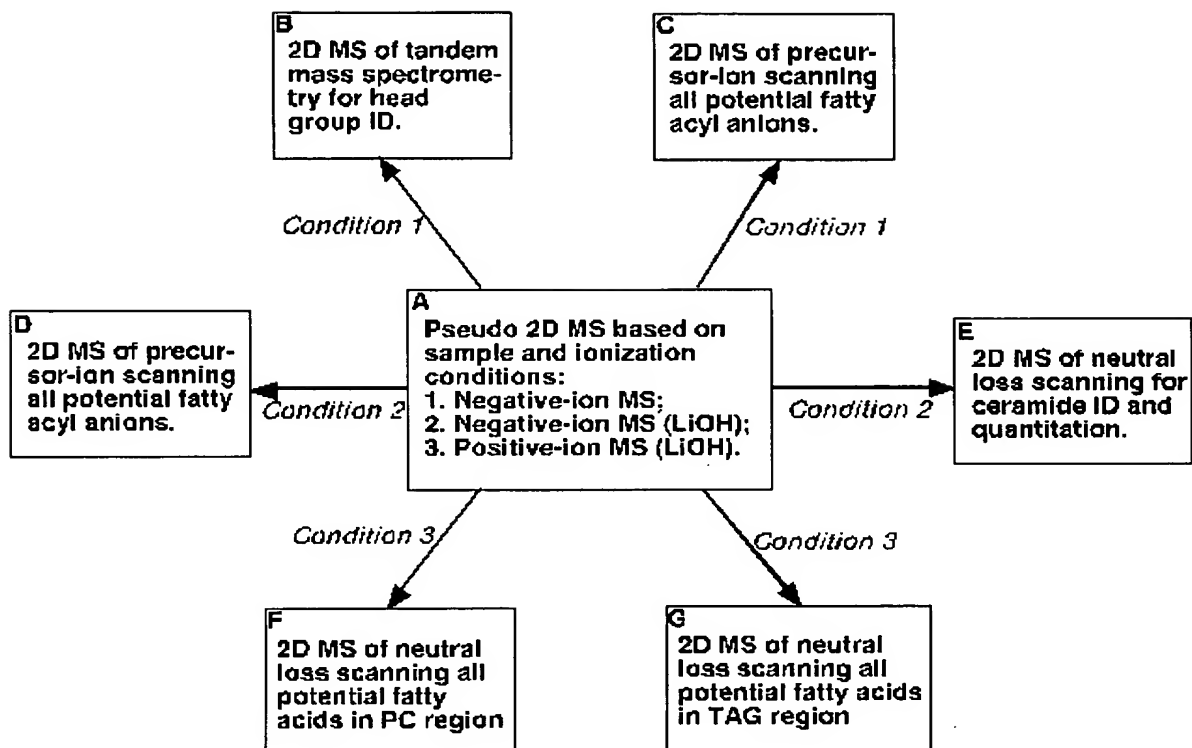 B
2D MS of tandem
mass spectrome-
try for head
group ID.
C
2D MS of precur-
sor-ion scanning
all potential fatty
acyl anions.
Condition 1
Condition 1
A
Pseudo 2D MS based on
sample and ionization
conditions:
1. Negative-ion MS;
2. Negative-ion MS (LiOH);
3. Positive-ion MS (LiOH).
D
2D MS of precur-
sor-ion scanning
all potential fatty
acyl anions.
Condition 2
Condition 2
E
2D MS of neutral
loss scanning for
ceramide ID and
quantitation.
Condition 3
Condition 3
F
2D MS of neutral
loss scanning all
potential fatty
acids in PC region
G
2D MS of neutral
loss scanning all
potential fatty acids
in TAG region